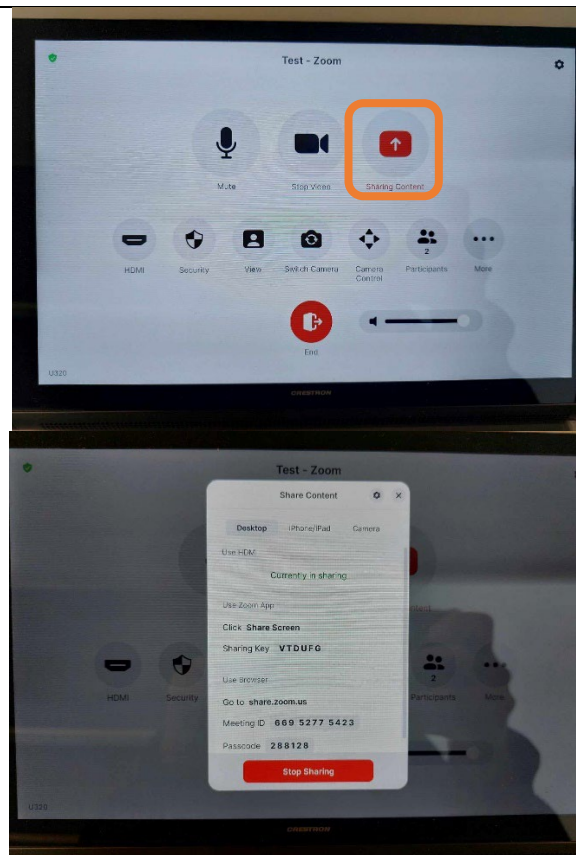 Test - Zoom
Mute
Stop Video
Sharing Content
HDMI
Security
View
Switch Camera
Camera
Control
2
Participants
More
End
U320
CRESTRON
Test - Zoom
Share Content
Desktop
iPhone/iPad
Camera
Use HDMI
Currently in sharing
Use Zoom App
Click Share Screen
Sharing Key VTDUFG
Use Browser
Go to share.zoom.us
Meeting ID 669 5277 5423
Passcode 288128
Stop Sharing
HDMI
Security
2
Participants
More
U320
CRESTRON